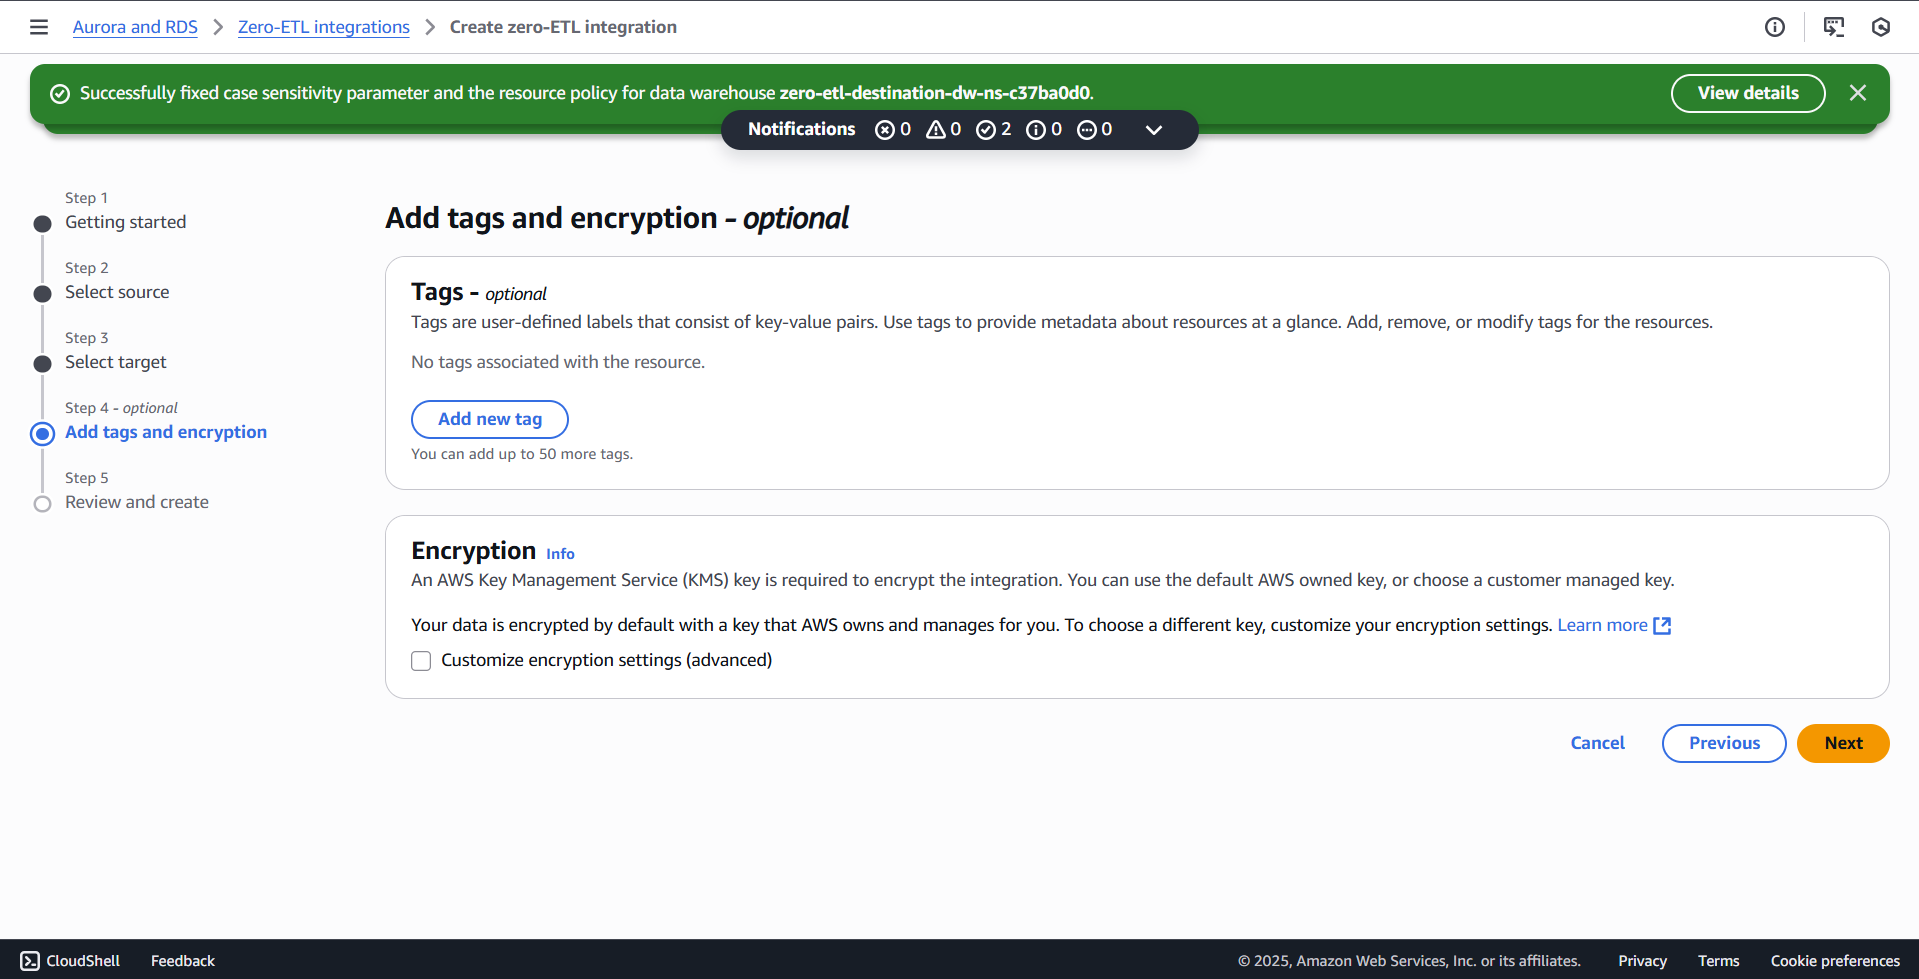 Aurora and RDS > Zero-ETL integrations > Create zero-ETL integration
Successfully fixed case sensitivity parameter and the resource policy for data warehouse zero-etl-destination-dw-ns-c37ba0d0.
View details
Notifications 0 0 2 0 0
Step 1
Getting started
Step 2
Select source
Step 3
Select target
Step 4 - optional
Add tags and encryption
Step 5
Review and create
Add tags and encryption - optional
Tags - optional
Tags are user-defined labels that consist of key-value pairs. Use tags to provide metadata about resources at a glance. Add, remove, or modify tags for the resources.
No tags associated with the resource.
Add new tag
You can add up to 50 more tags.
Encryption Info
An AWS Key Management Service (KMS) key is required to encrypt the integration. You can use the default AWS owned key, or choose a customer managed key.
Your data is encrypted by default with a key that AWS owns and manages for you. To choose a different key, customize your encryption settings. Learn more
Customize encryption settings (advanced)
Cancel Previous Next
CloudShell Feedback © 2025, Amazon Web Services, Inc. or its affiliates. Privacy Terms Cookie preferences